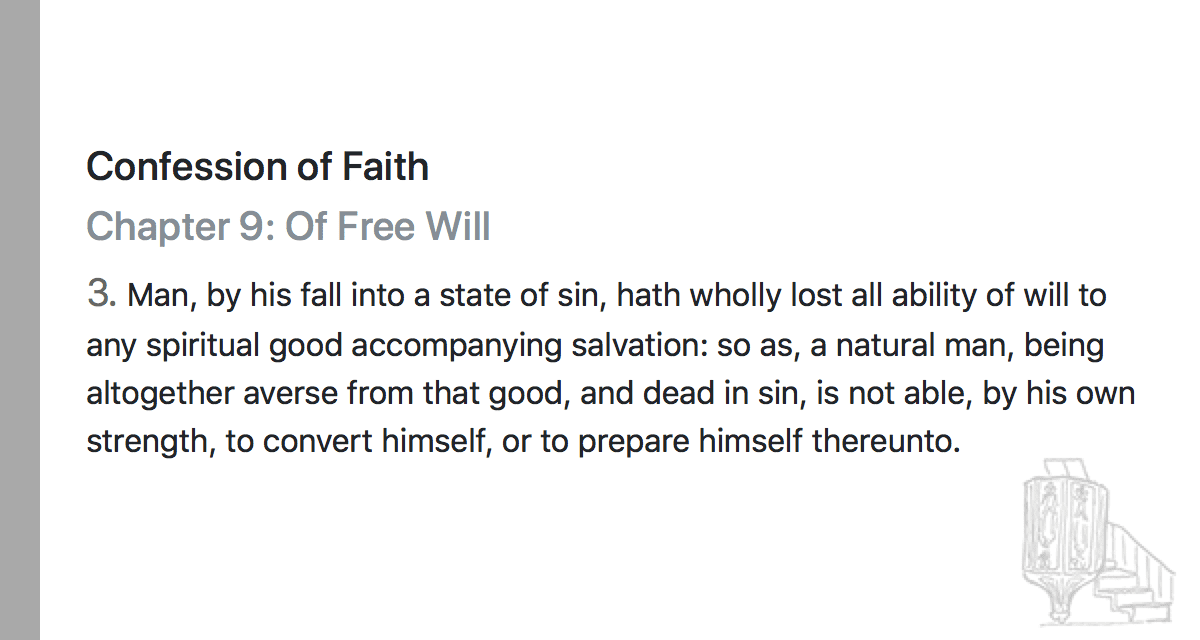 Confession of Faith
Chapter 9: Of Free Will
3. Man, by his fall into a state of sin, hath wholly lost all ability of will to
any spiritual good accompanying salvation: so as, a natural man, being
altogether averse from that good, and dead in sin, is not able, by his own
strength, to convert himself, or to prepare himself thereunto.